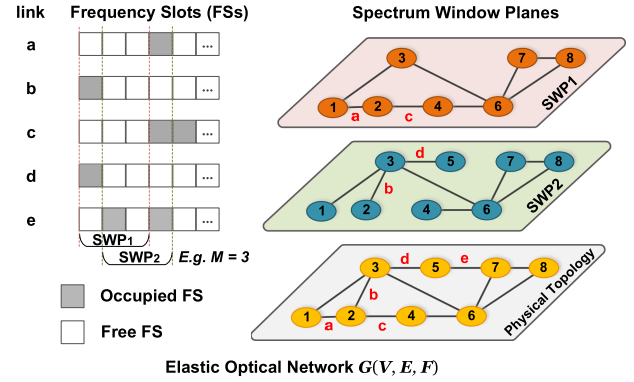 link Frequency Slots (FSs) Spectrum Window Planes
a ...
b ...
c ...
d ...
e ...
SWP1
SWP2 E.g. M = 3
Occupied FS
Free FS
3 7 8
1 2 4 6
a c
SWP1
d
3 5 7 8
b
1 2 4 6
SWP2
d e
3 5 7 8
b
1 2 4 6
a c
Physical Topology
Elastic Optical Network G(V, E, F)